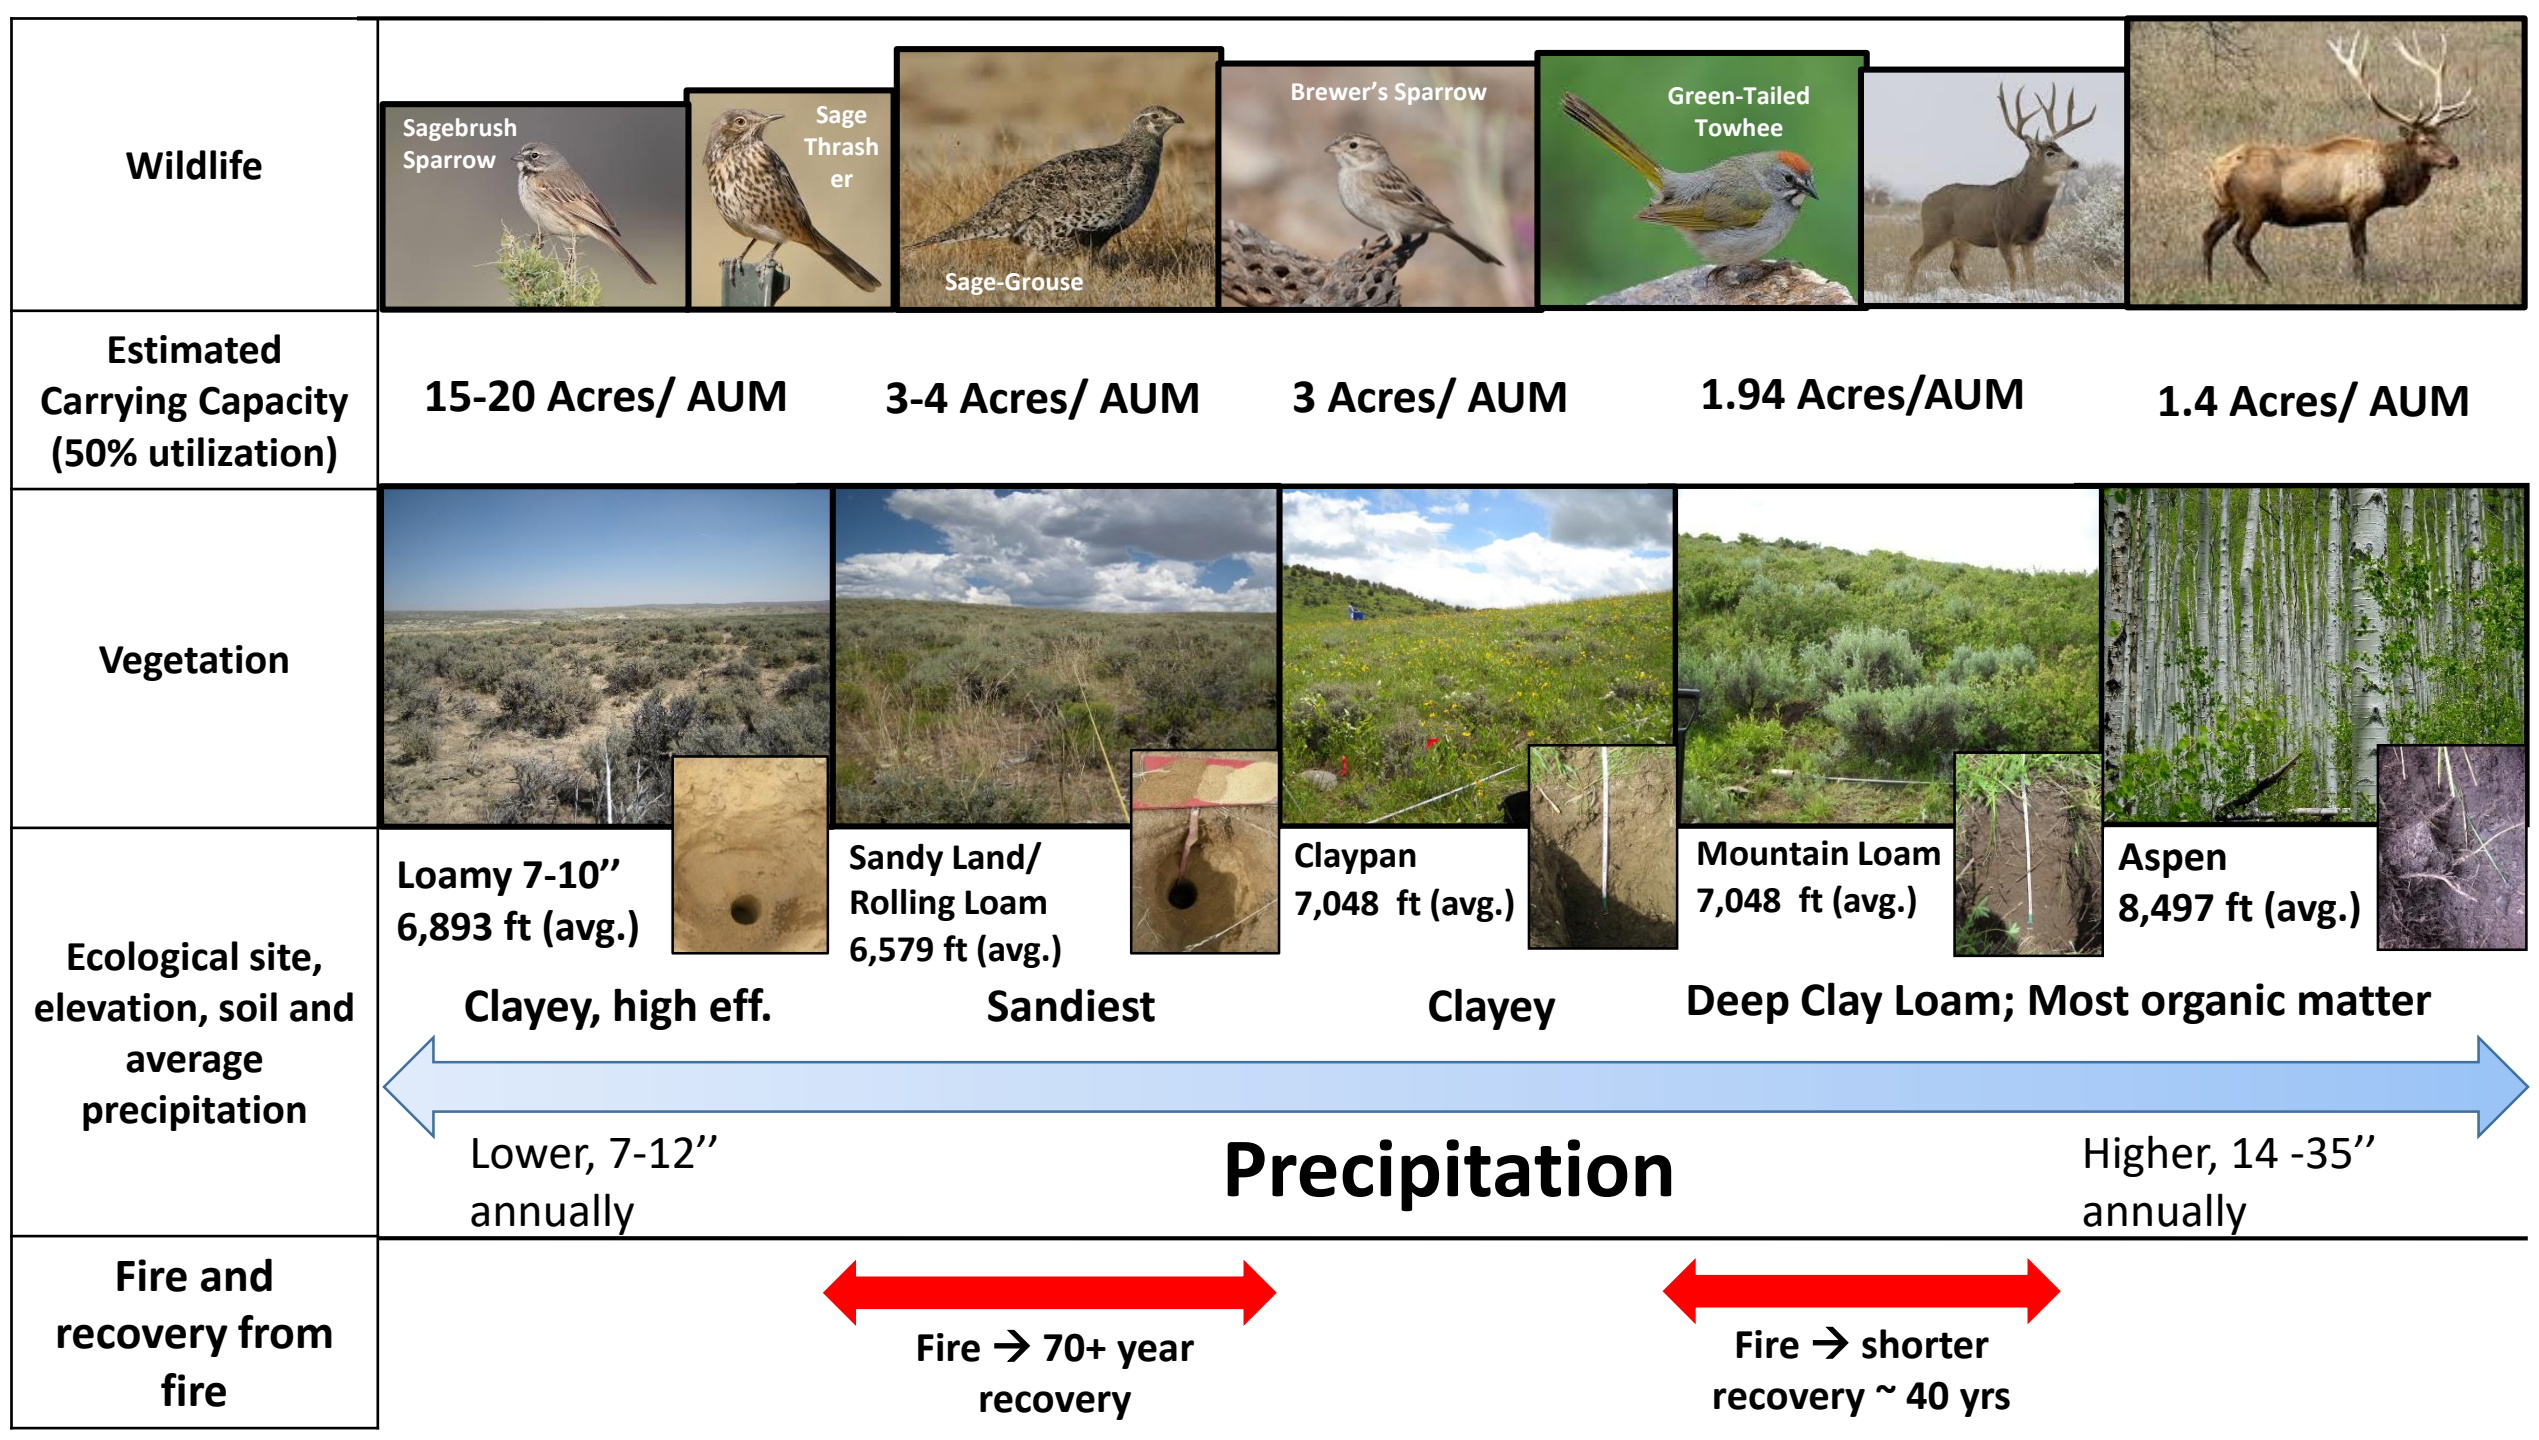 Wildlife
Sagebrush
Sparrow
Sage
Thrash
er
Sage-Grouse
Brewer’s Sparrow
Green-Tailed
Towhee
Estimated
Carrying Capacity
(50% utilization)
15-20 Acres/ AUM
3-4 Acres/ AUM
3 Acres/ AUM
1.94 Acres/AUM
1.4 Acres/ AUM
Vegetation
Ecological site,
elevation, soil and
average
precipitation
Loamy 7-10’’
6,893 ft (avg.)
Sandy Land/
Rolling Loam
6,579 ft (avg.)
Claypan
7,048 ft (avg.)
Mountain Loam
7,048 ft (avg.)
Aspen
8,497 ft (avg.)
Clayey, high eff.
Sandiest
Clayey
Deep Clay Loam; Most organic matter
Lower, 7-12’’
annually
Precipitation
Higher, 14 -35’’
annually
Fire and
recovery from
fire
Fire → 70+ year
recovery
Fire → shorter
recovery ~ 40 yrs